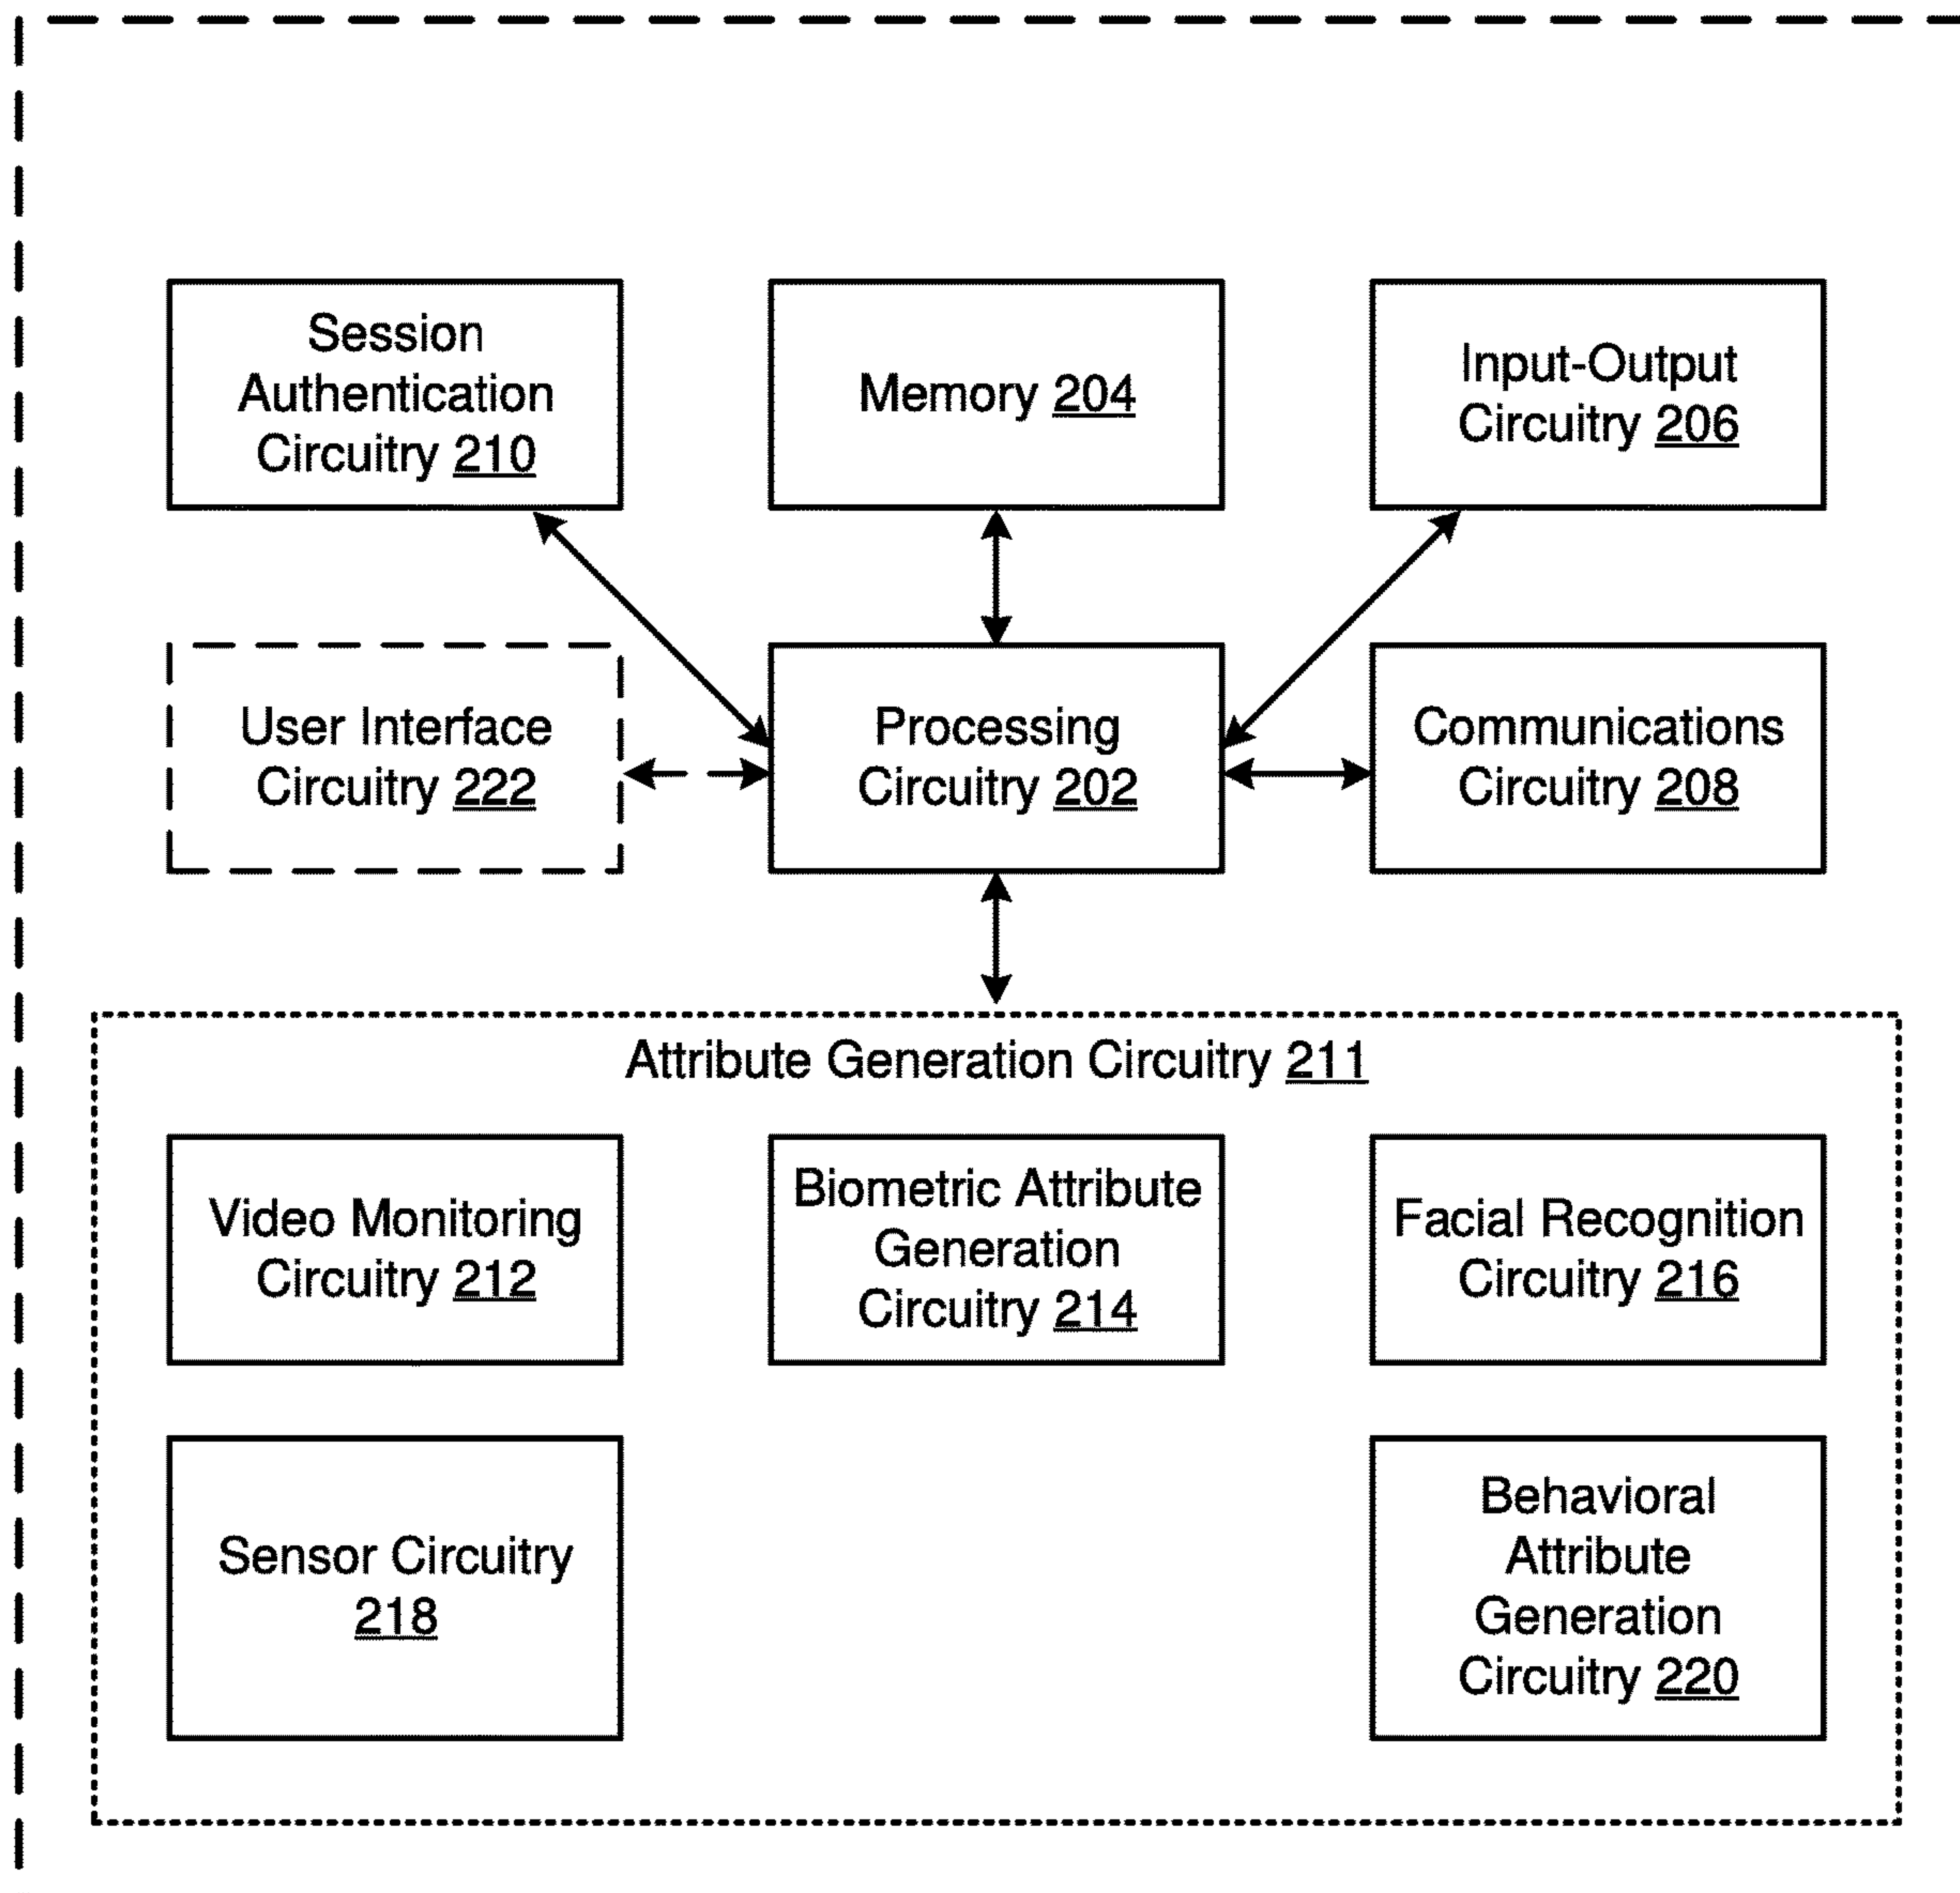 Session
Authentication
Circuitry 210
Memory 204
Input-Output
Circuitry 206
User Interface
Circuitry 222
Processing
Circuitry 202
Communications
Circuitry 208
Attribute Generation Circuitry 211
Video Monitoring
Circuitry 212
Biometric Attribute
Generation
Circuitry 214
Facial Recognition
Circuitry 216
Sensor Circuitry
218
Behavioral
Attribute
Generation
Circuitry 220